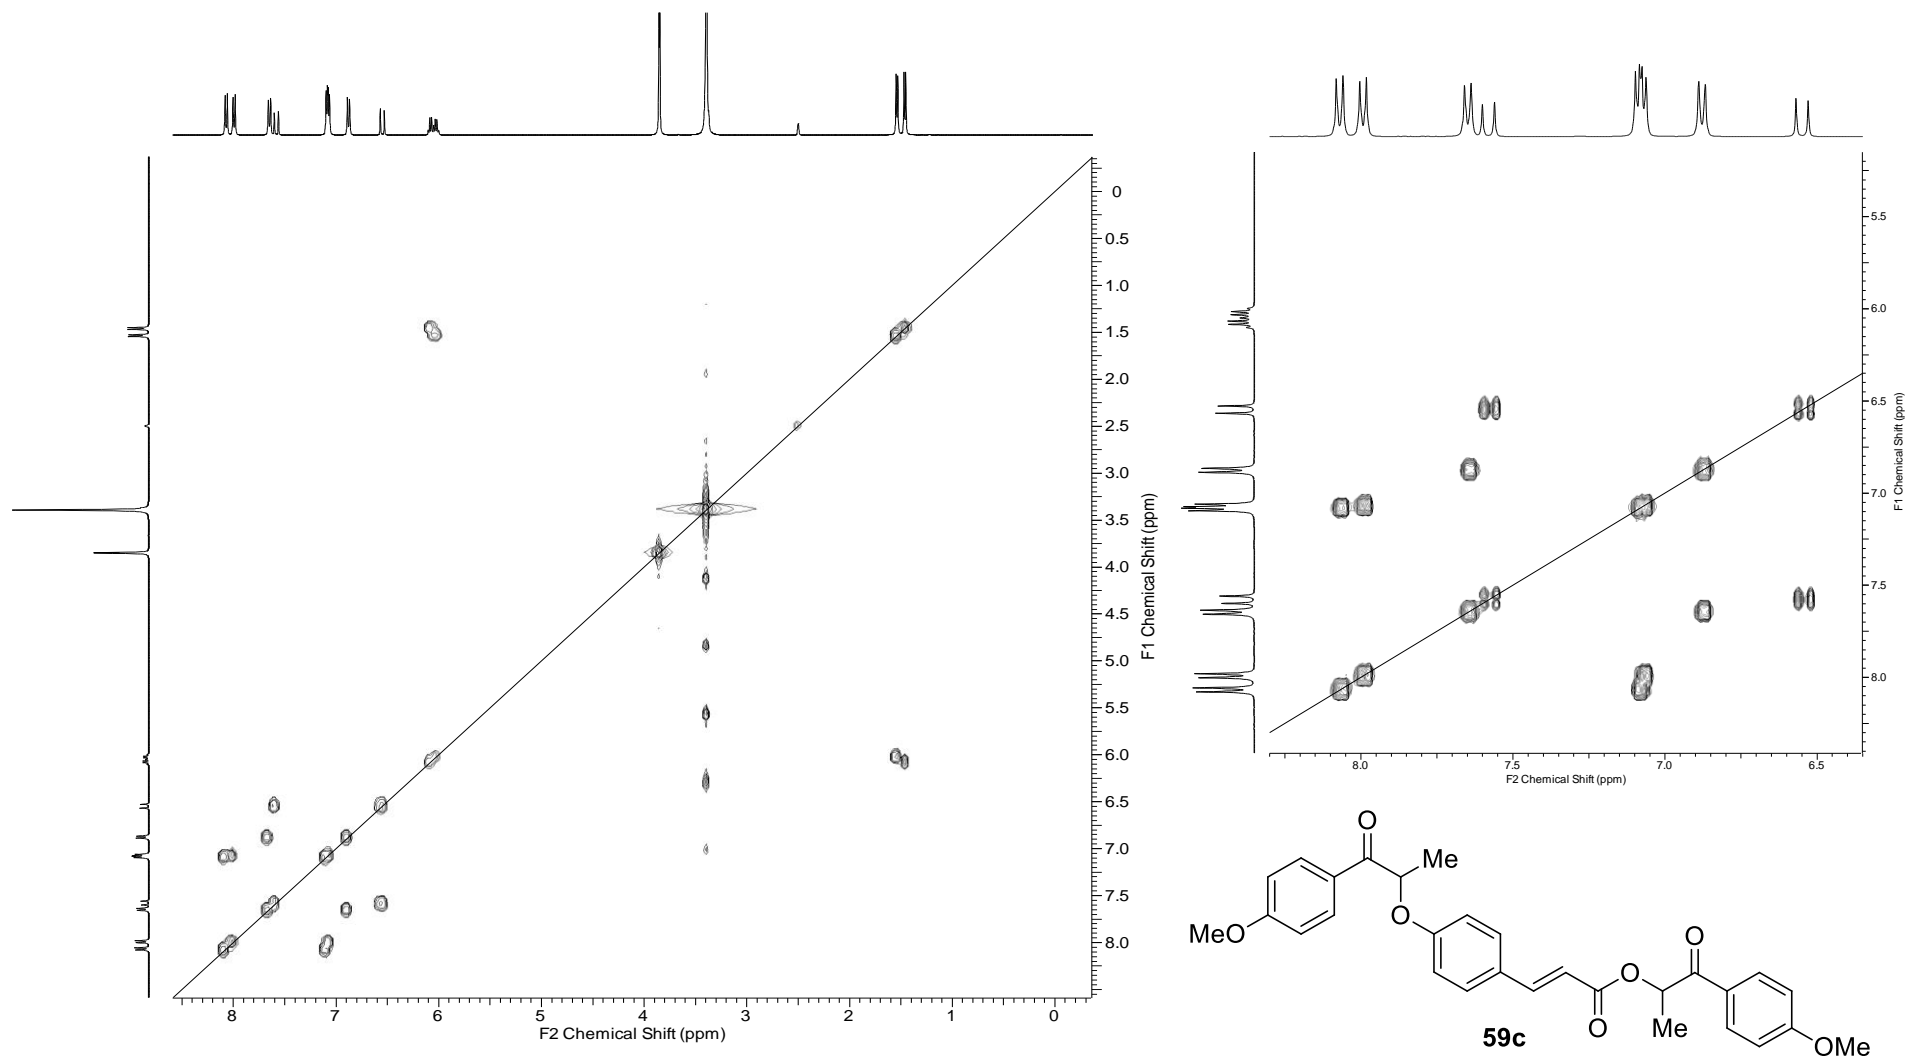 0
0.5
1.0
1.5
2.0
2.5
3.0
3.5
4.0
4.5
5.0
5.5
6.0
6.5
7.0
7.5
8.0
F1 Chemical Shift (ppm)
8 7 6 5 4 3 2 1 0
F2 Chemical Shift (ppm)
5.5
6.0
6.5
7.0
7.5
8.0
F1 Chemical Shift (ppm)
8.0 7.5 7.0 6.5
F2 Chemical Shift (ppm)
O
Me
O
MeO
O
O
O
Me
OMe
59c